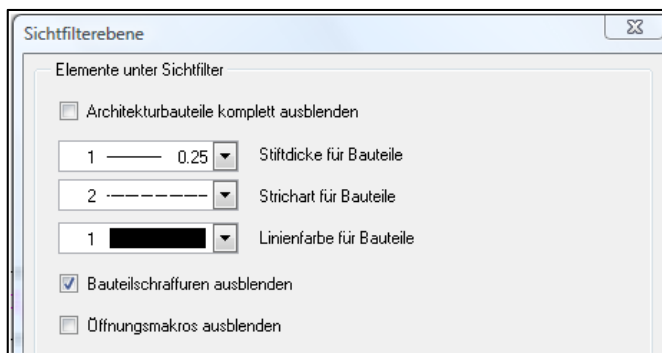 Sichtfilterebene
Elemente unter Sichtfilter
Architekturbauteile komplett ausblenden
1 0.25 Stiftdicke für Bauteile
2 Strichart für Bauteile
1 Linienfarbe für Bauteile
Bauteilschraffuren ausblenden
Öffnungsmakros ausblenden